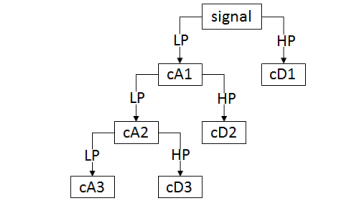 signal
LP HP
cA1 cD1
LP HP
cA2 cD2
LP HP
cA3 cD3